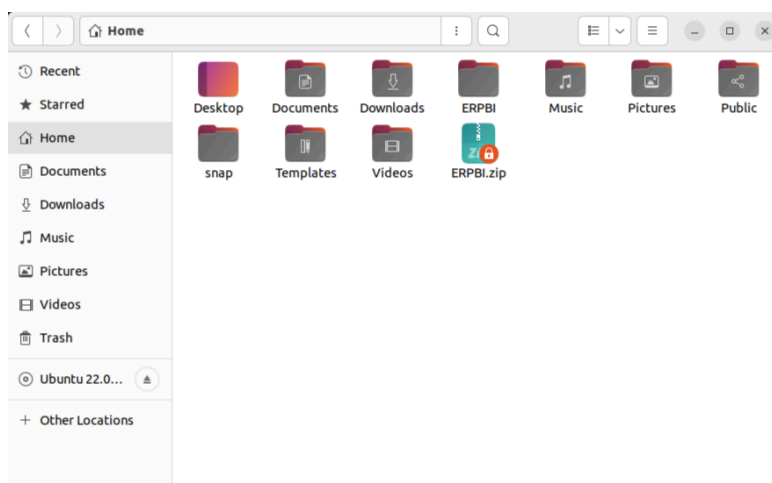 Home
Recent
Starred
Home
Documents
Downloads
Music
Pictures
Videos
Trash
Ubuntu 22.0...
Other Locations
Desktop Documents Downloads ERPBI Music Pictures Public
snap Templates Videos ERPBI.zip